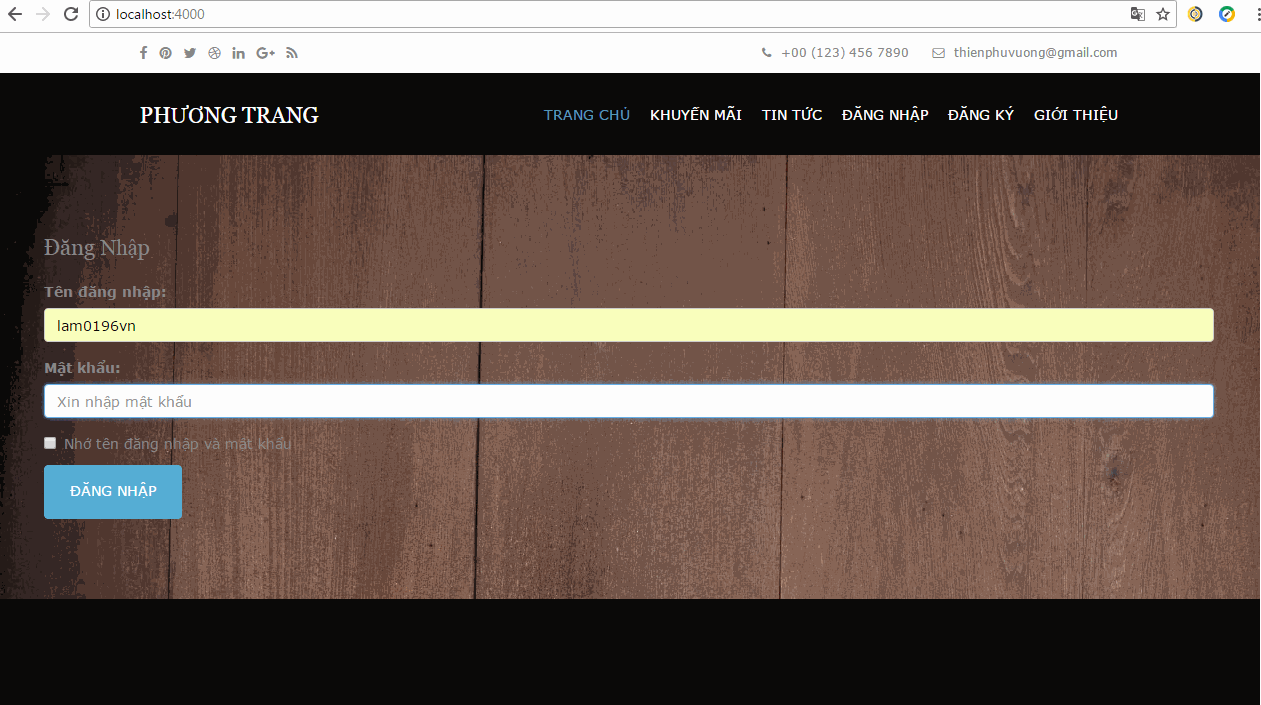 localhost:4000
+00 (123) 456 7890 thienphuvuong@gmail.com
PHƯƠNG TRANG TRANG CHỦ KHUYẾN MÃI TIN TỨC ĐĂNG NHẬP ĐĂNG KÝ GIỚI THIỆU
Đăng Nhập
Tên đăng nhập:
lam0196vn
Mật khẩu:
Xin nhập mật khẩu
Nhớ tên đăng nhập và mát khẩu
ĐĂNG NHẬP